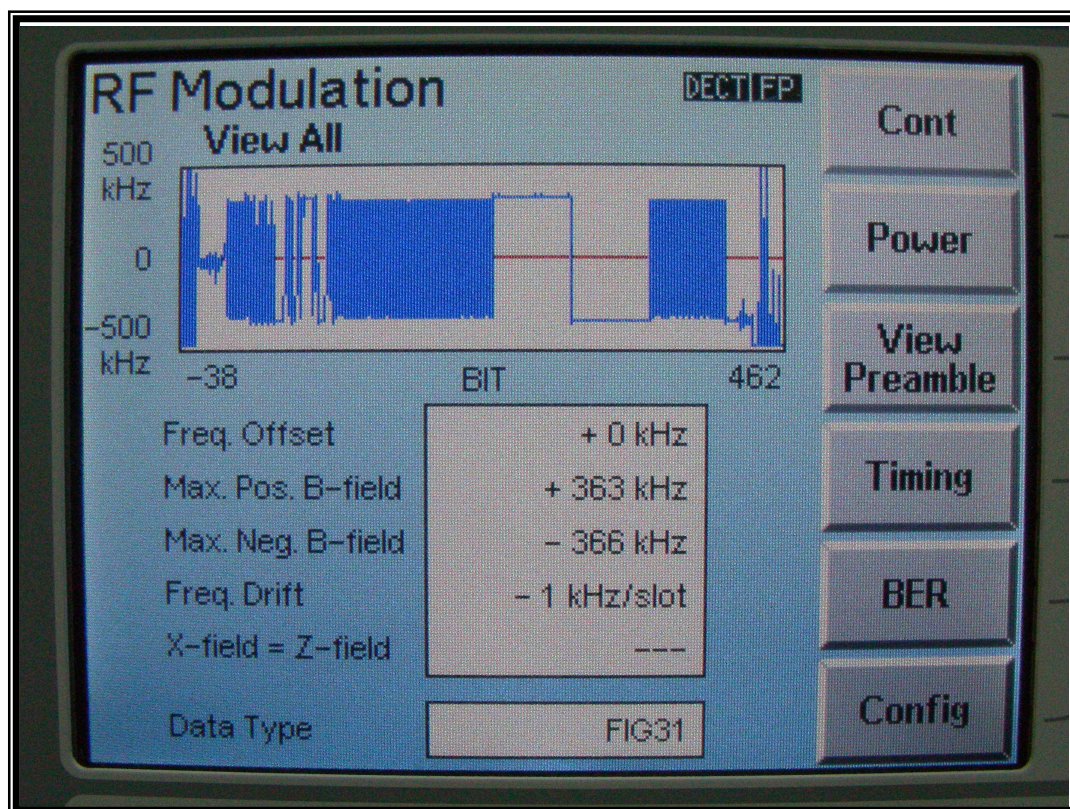 RF Modulation
DECT FP
View All
500
kHz
0
-500
kHz
-38
BIT
462
Freq. Offset + 0 kHz
Max. Pos. B-field + 363 kHz
Max. Neg. B-field - 366 kHz
Freq. Drift - 1 kHz/slot
X-field = Z-field ---
Data Type FIG31
Cont
Power
View
Preamble
Timing
BER
Config